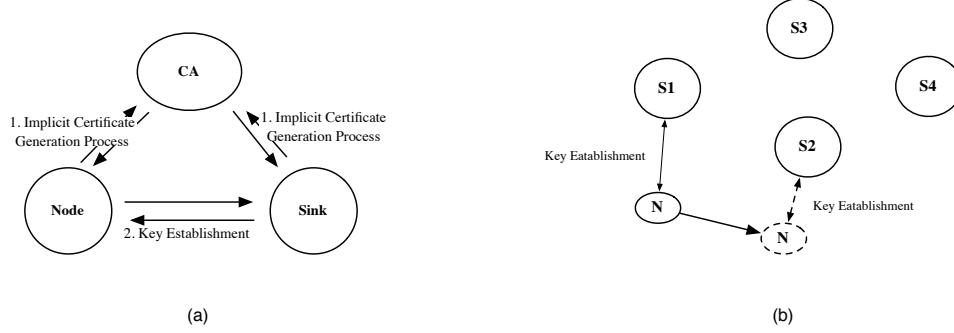 CA
1. Implicit Certificate
Generation Process
1. Implicit Certificate
Generation Process
Node
Sink
2. Key Establishment
(a)
S3
S1
S4
S2
Key Eatablishment
N
Key Eatablishment
N
(b)